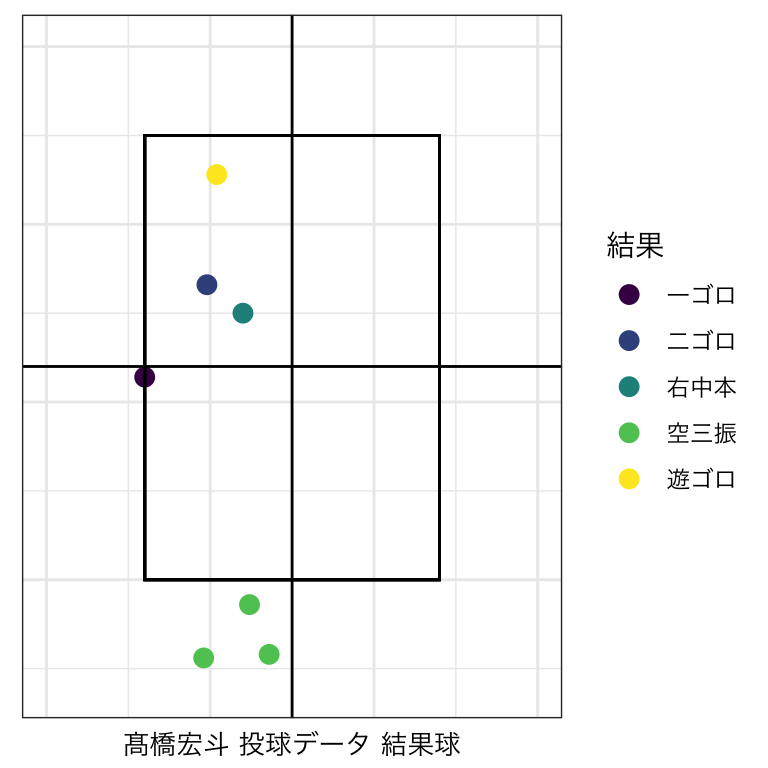 結果
一ゴロ
二ゴロ
右中本
空三振
遊ゴロ
髙橋宏斗 投球データ 結果球